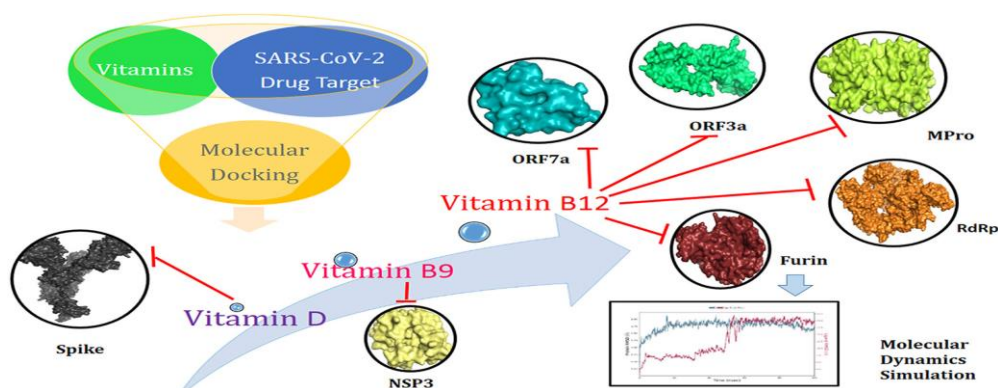 Vitamins
SARS-CoV-2
Drug Target
Molecular
Docking
ORF7a
ORF3a
MPro
Vitamin B12
RdRp
Furin
Vitamin B9
Vitamin D
Spike
NSP3
Molecular
Dynamics
Simulation